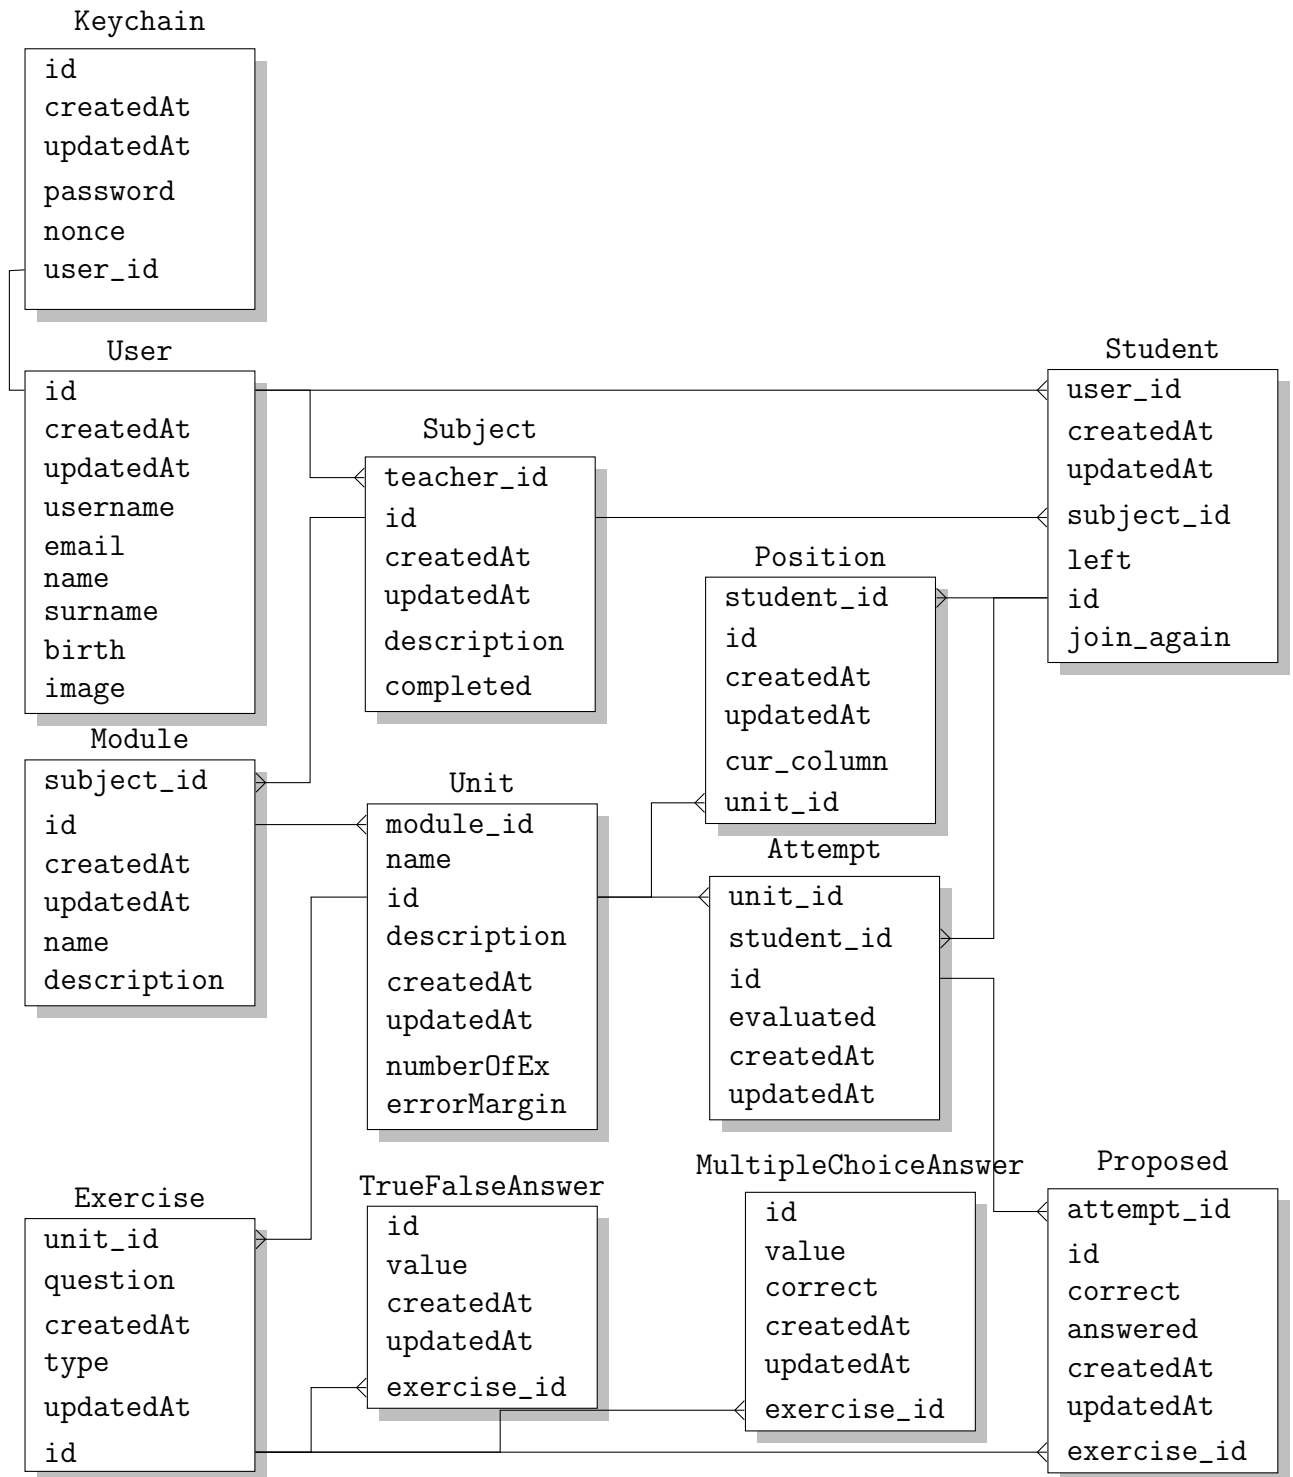 Keychain
id
createdAt
updatedAt
password
nonce
user_id
User
id
createdAt
updatedAt
username
email
name
surname
birth
image
Subject
teacher_id
id
createdAt
updatedAt
description
completed
Student
user_id
createdAt
updatedAt
subject_id
left
id
join_again
Position
student_id
id
createdAt
updatedAt
cur_column
unit_id
Module
subject_id
id
createdAt
updatedAt
name
description
Unit
module_id
name
id
description
createdAt
updatedAt
numberOfEx
errorMargin
Attempt
unit_id
student_id
id
evaluated
createdAt
updatedAt
Exercise
unit_id
question
createdAt
type
updatedAt
id
TrueFalseAnswer
id
value
createdAt
updatedAt
exercise_id
MultipleChoiceAnswer
id
value
correct
createdAt
updatedAt
exercise_id
Proposed
attempt_id
id
correct
answered
createdAt
updatedAt
exercise_id